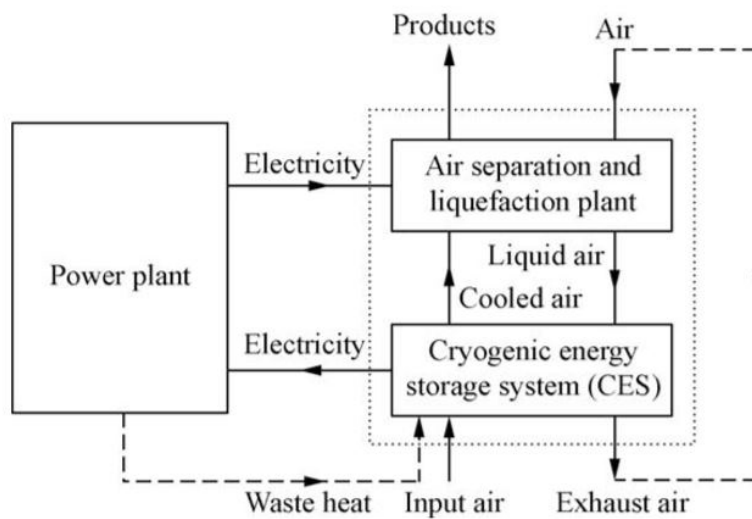 Products
Air
Electricity
Air separation and
liquefaction plant
Power plant
Liquid air
Cooled air
Electricity
Cryogenic energy
storage system (CES)
Waste heat
Input air
Exhaust air